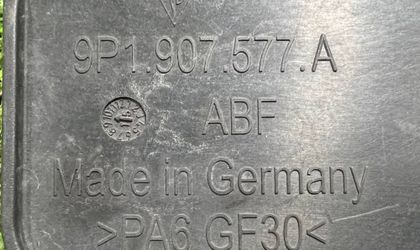 9P1.907.577.A
ABF
Made in Germany
>PA6 GF30<